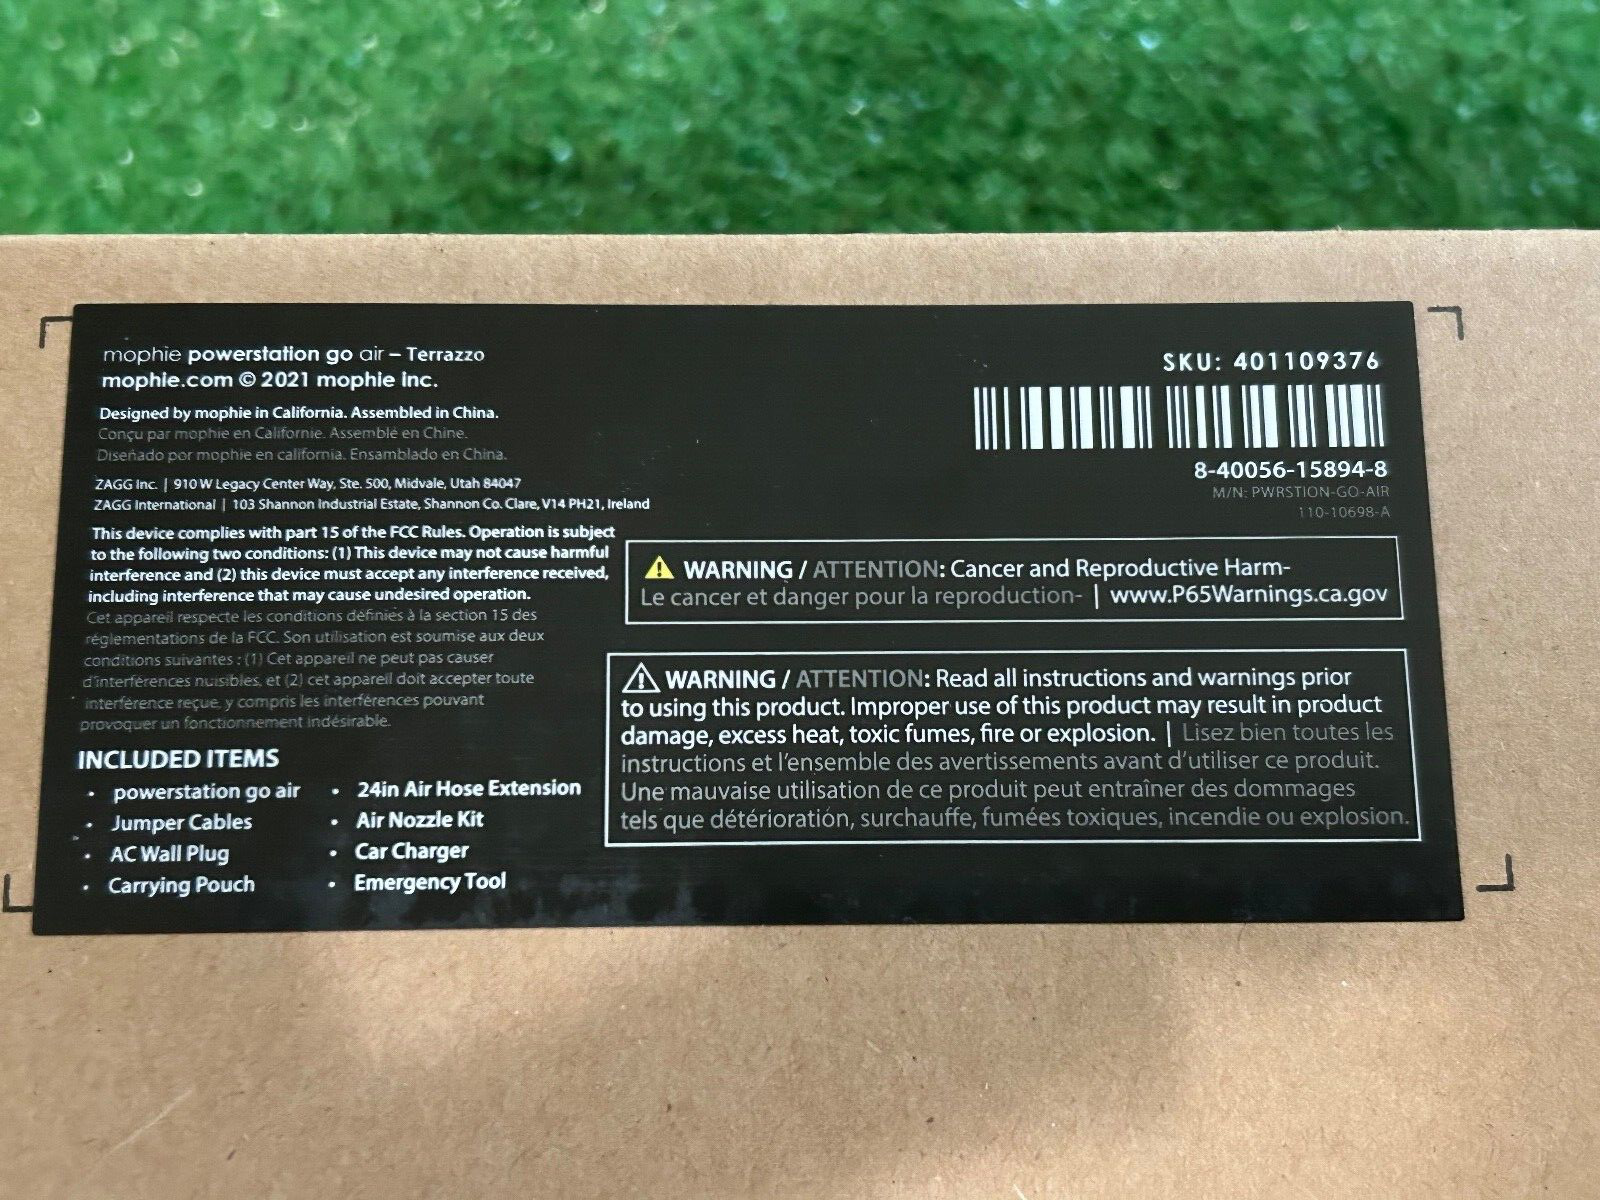 mophie powerstation go air – Terrazzo
mophie.com © 2021 mophie inc.
Designed by mophie in California. Assembled in China.
Conçu par mophie en Californie. Assemblé en Chine.
Diseñado por mophie en california. Ensamblado en China.
ZAGG Inc. | 910 W Legacy Center Way, Ste. 500, Midvale, Utah 84047
ZAGG International | 103 Shannon Industrial Estate, Shannon Co. Clare, V14 PH21, Ireland
This device complies with part 15 of the FCC Rules. Operation is subject
to the following two conditions: (1) This device may not cause harmful
interference and (2) this device must accept any interference received,
including interference that may cause undesired operation.
Cet appareil respecte les conditions définies à la section 15 des
réglementations de la FCC. Son utilisation est soumise aux deux
conditions suivantes : (1) Cet appareil ne peut pas causer
d'interférences nuisibles, et (2) cet appareil doit accepter toute
interférence reçue, y compris les interférences pouvant
provoquer un fonctionnement indésirable.
INCLUDED ITEMS
• powerstation go air
• Jumper Cables
• AC Wall Plug
• Carrying Pouch
• 24in Air Hose Extension
• Air Nozzle Kit
• Car Charger
• Emergency Tool
SKU: 401109376
8-40056-15894-8
M/N: PWRSTION-GO-AIR
110-10698-A
WARNING / ATTENTION: Cancer and Reproductive Harm-
Le cancer et danger pour la reproduction- | www.P65Warnings.ca.gov
WARNING / ATTENTION: Read all instructions and warnings prior
to using this product. Improper use of this product may result in product
damage, excess heat, toxic fumes, fire or explosion. | Lisez bien toutes les
instructions et l'ensemble des avertissements avant d'utiliser ce produit.
Une mauvaise utilisation de ce produit peut entraîner des dommages
tels que détérioration, surchauffe, fumées toxiques, incendie ou explosion.